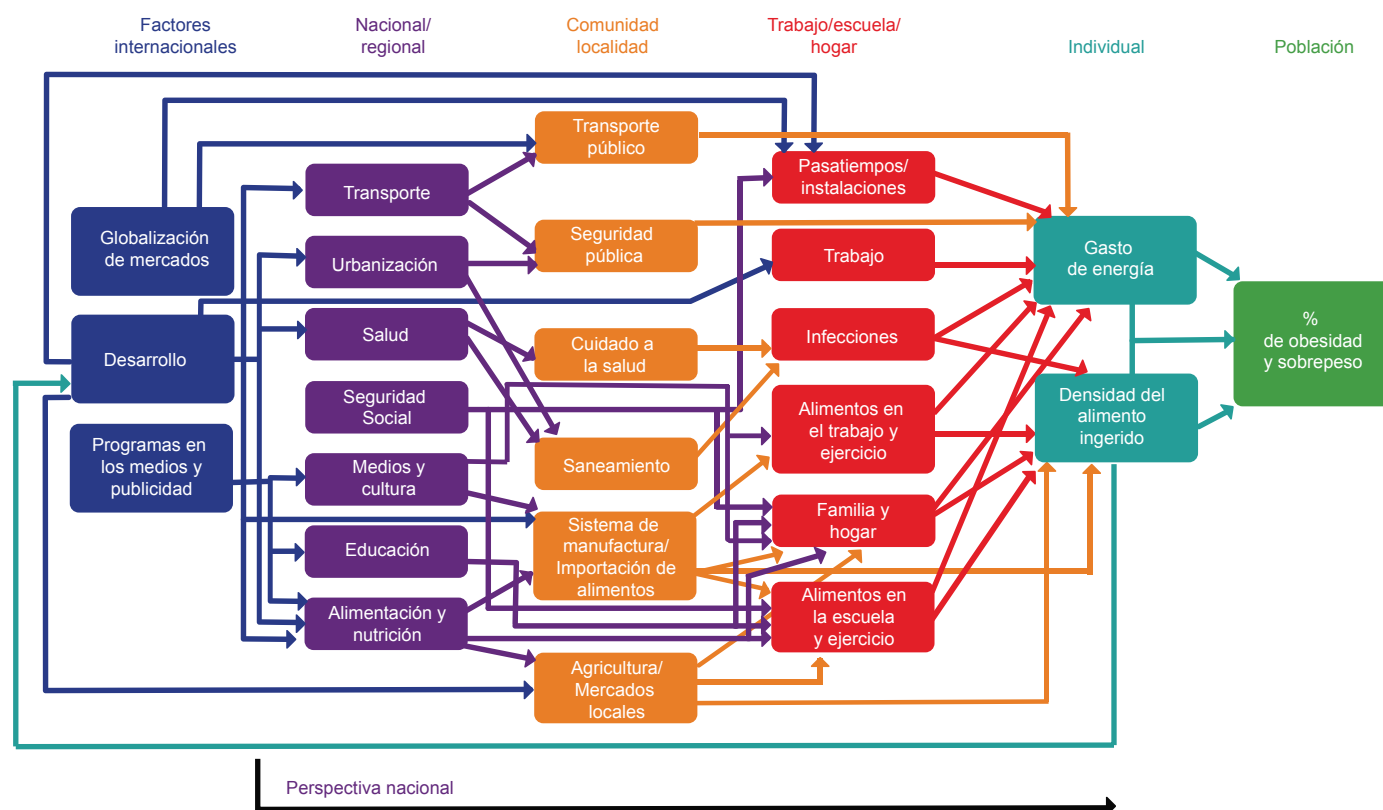 Factores
internacionales
Nacional/
regional
Comunidad
localidad
Trabajo/escuela/
hogar
Individual
Población
Globalización
de mercados
Desarrollo
Programas en
los medios y
publicidad
Transporte
Urbanización
Salud
Seguridad
Social
Medios y
cultura
Educación
Alimentación y
nutrición
Transporte
público
Seguridad
pública
Cuidado a
la salud
Saneamiento
Sistema de
manufactura/
Importación de
alimentos
Agricultura/
Mercados
locales
Pasatiempos/
instalaciones
Trabajo
Infecciones
Alimentos en
el trabajo y
ejercicio
Familia y
hogar
Alimentos en
la escuela
y ejercicio
Gasto
de energía
Densidad del
alimento
ingerido
%
de obesidad
y sobrepeso
Perspectiva nacional